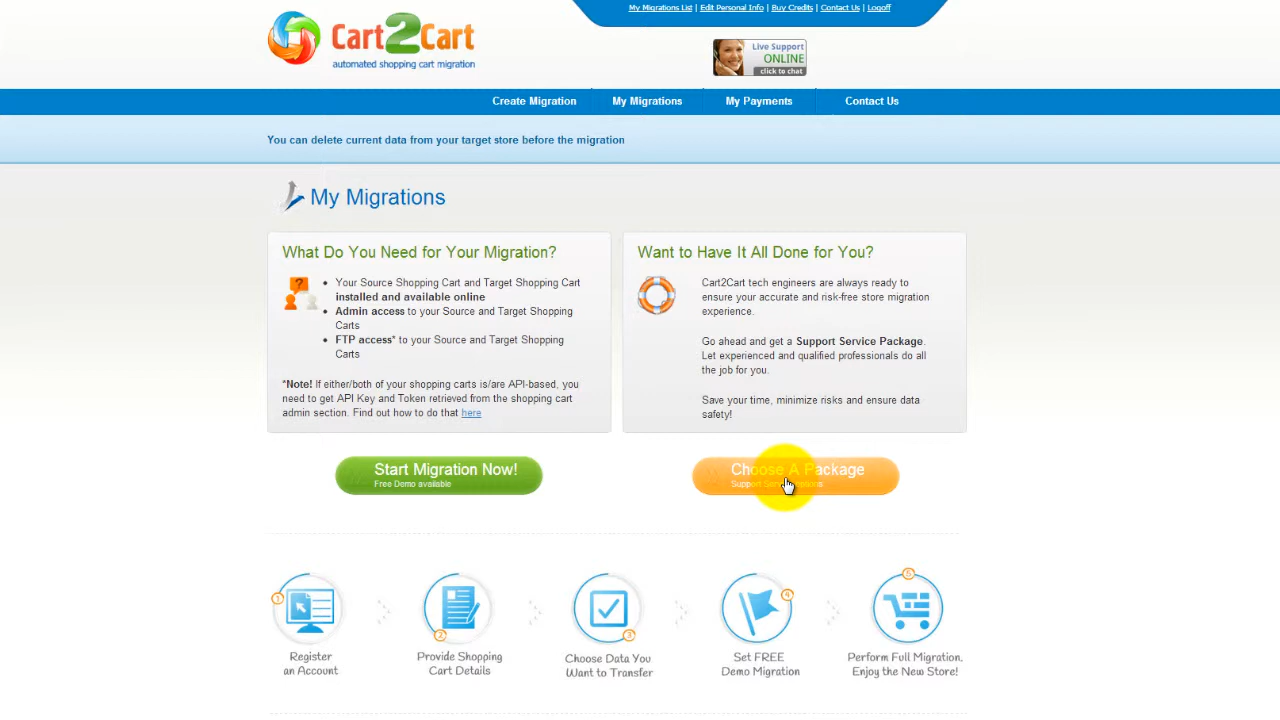 My Migrations List | Edit Personal Info | Buy Credits | Contact Us | Logoff
Cart2Cart
automated shopping cart migration
Live Support
ONLINE
click to chat
Create Migration My Migrations My Payments Contact Us
You can delete current data from your target store before the migration
My Migrations
What Do You Need for Your Migration?
Your Source Shopping Cart and Target Shopping Cart
installed and available online
Admin access to your Source and Target Shopping
Carts
FTP access* to your Source and Target Shopping
Carts
*Note! If either/both of your shopping carts is/are API-based, you
need to get API Key and Token retrieved from the shopping cart
admin section. Find out how to do that here
Want to Have It All Done for You?
Cart2Cart tech engineers are always ready to
ensure your accurate and risk-free store migration
experience.
Go ahead and get a Support Service Package.
Let experienced and qualified professionals do all
the job for you.
Save your time, minimize risks and ensure data
safety!
Start Migration Now!
Free Demo available
Choose A Package
Support
1
Register
an Account
2
Provide Shopping
Cart Details
3
Choose Data You
Want to Transfer
4
Set FREE
Demo Migration
5
Perform Full Migration.
Enjoy the New Store!